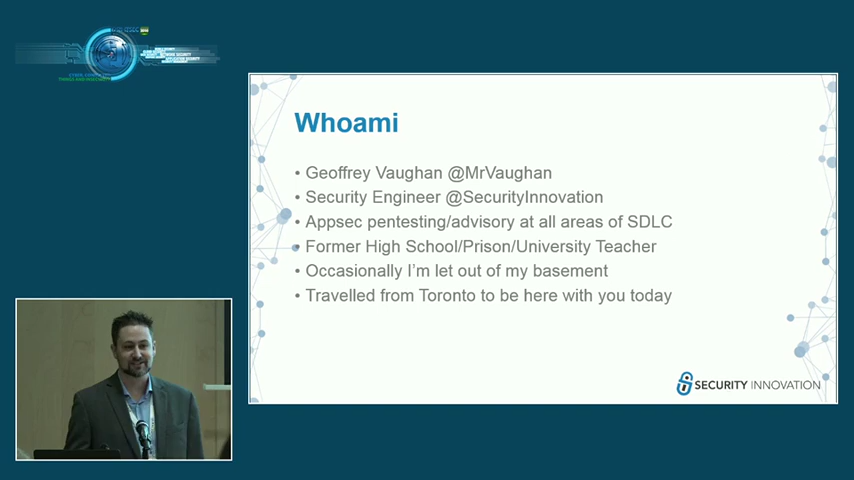 Whoami
• Geoffrey Vaughan @MrVaughan
• Security Engineer @SecurityInnovation
• Appsec pentesting/advisory at all areas of SDLC
• Former High School/Prison/University Teacher
• Occasionally I'm let out of my basement
• Travelled from Toronto to be here with you today
SECURITY INNOVATION